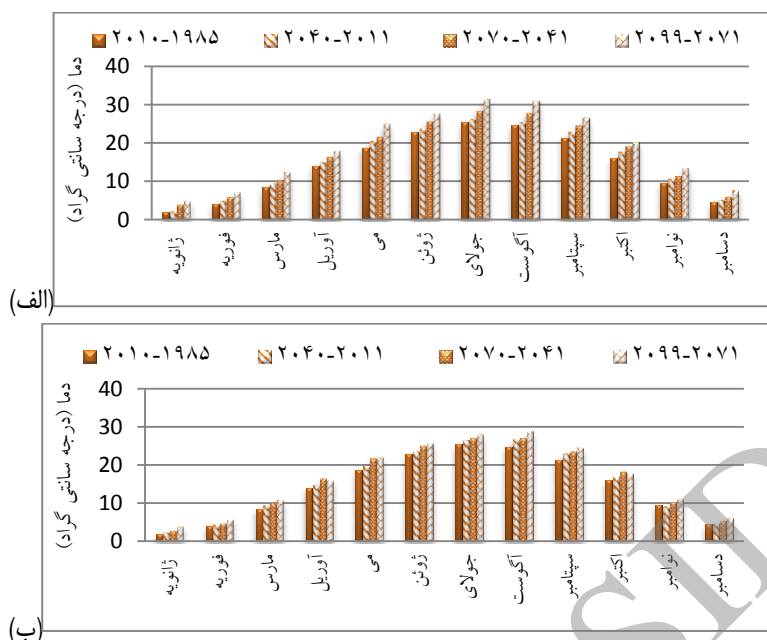 ۲۰۱۰-۱۹۸۵ ۲۰۴۰-۲۰۱۱ ۲۰۷۰-۲۰۴۱ ۲۰۹۹-۲۰۷۱
دما (درجه سانتی گراد)
40
30
20
10
0
ژانویه فوریه مارس آوریل می ژوئن جولای آگوست سپتامبر اکتبر نوامبر دسامبر
(الف)
۲۰۱۰-۱۹۸۵ ۲۰۴۰-۲۰۱۱ ۲۰۷۰-۲۰۴۱ ۲۰۹۹-۲۰۷۱
دما (درجه سانتی گراد)
40
30
20
10
0
ژانویه فوریه مارس آوریل می ژوئن جولای آگوست سپتامبر اکتبر نوامبر دسامبر
(ب)
SID